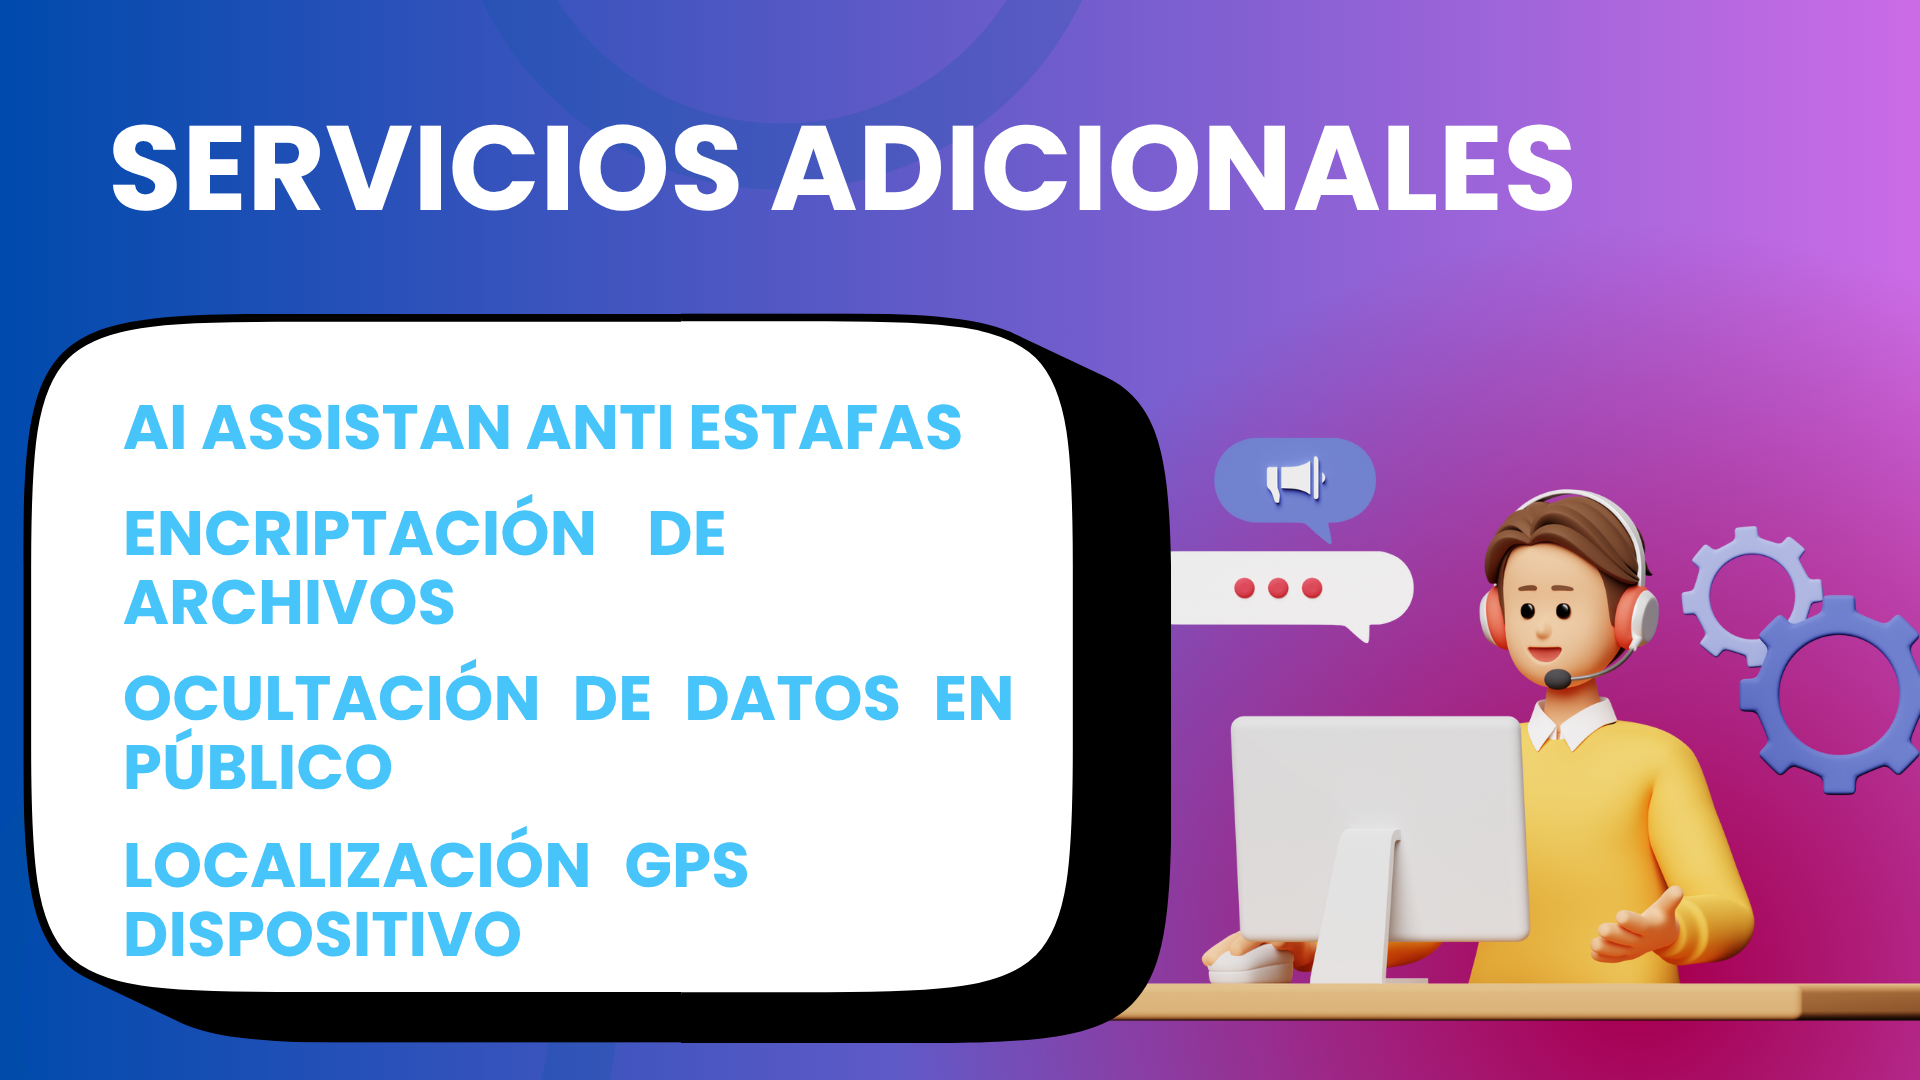 SERVICIOS ADICIONALES
AI ASSISTAN ANTI ESTAFAS
ENCRIPTACIÓN DE
ARCHIVOS
OCULTACIÓN DE DATOS EN
PÚBLICO
LOCALIZACIÓN GPS
DISPOSITIVO